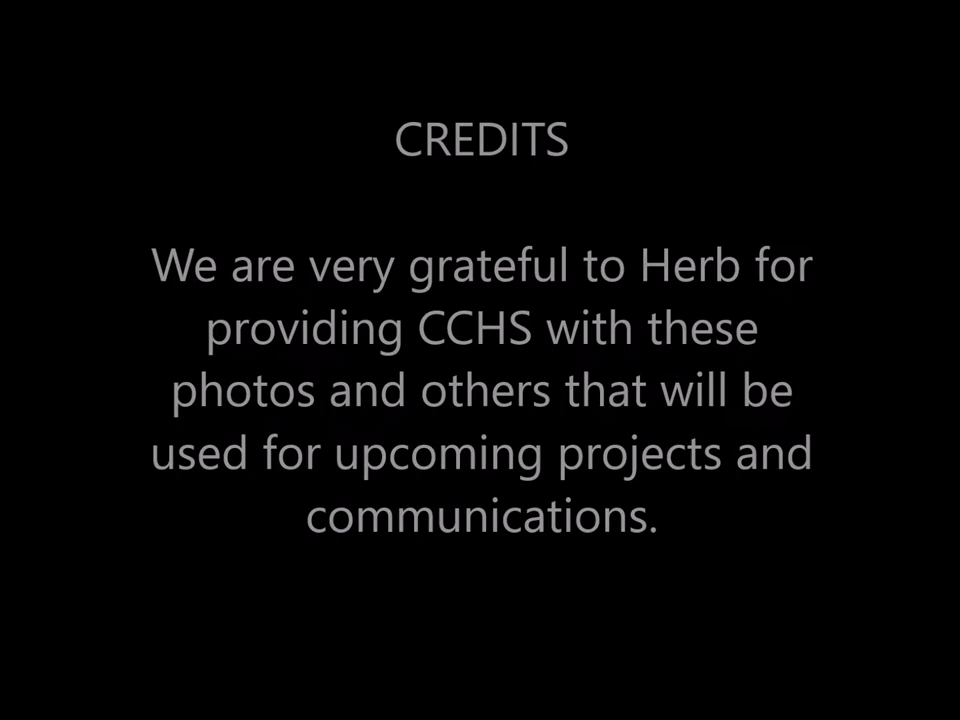 CREDITS
We are very grateful to Herb for
providing CCHS with these
photos and others that will be
used for upcoming projects and
communications.